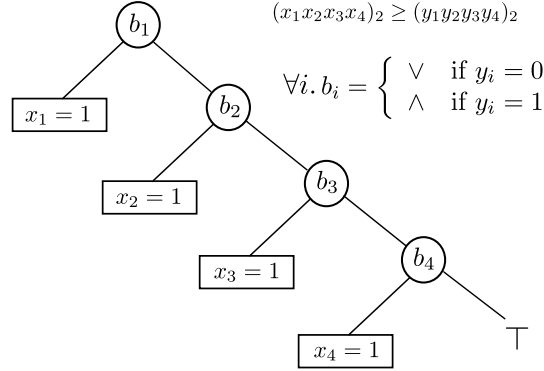 b₁
(x₁x₂x₃x₄)₂ ≥ (y₁y₂y₃y₄)₂
∀i. bᵢ = { ∨ if yᵢ = 0
∧ if yᵢ = 1
x₁ = 1
b₂
x₂ = 1
b₃
x₃ = 1
b₄
x₄ = 1
⊤